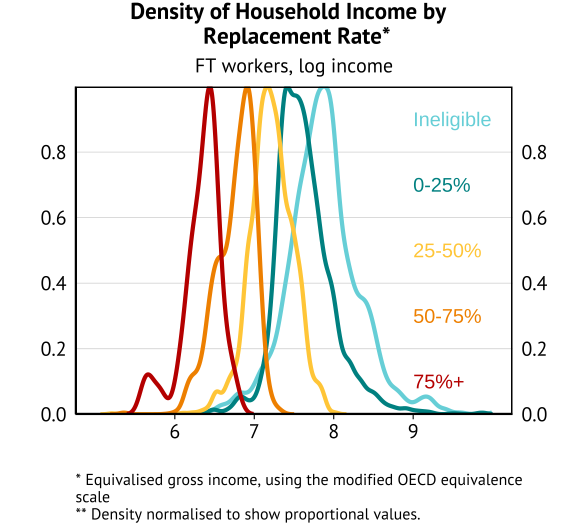 Density of Household Income by
Replacement Rate*
FT workers, log income
Ineligible
0.8 0.8
0-25%
0.6 0.6
25-50%
0.4 0.4
50-75%
0.2 0.2
75%+
0.0 0.0
6 7 8 9
* Equivalised gross income, using the modified OECD equivalence
scale
** Density normalised to show proportional values.